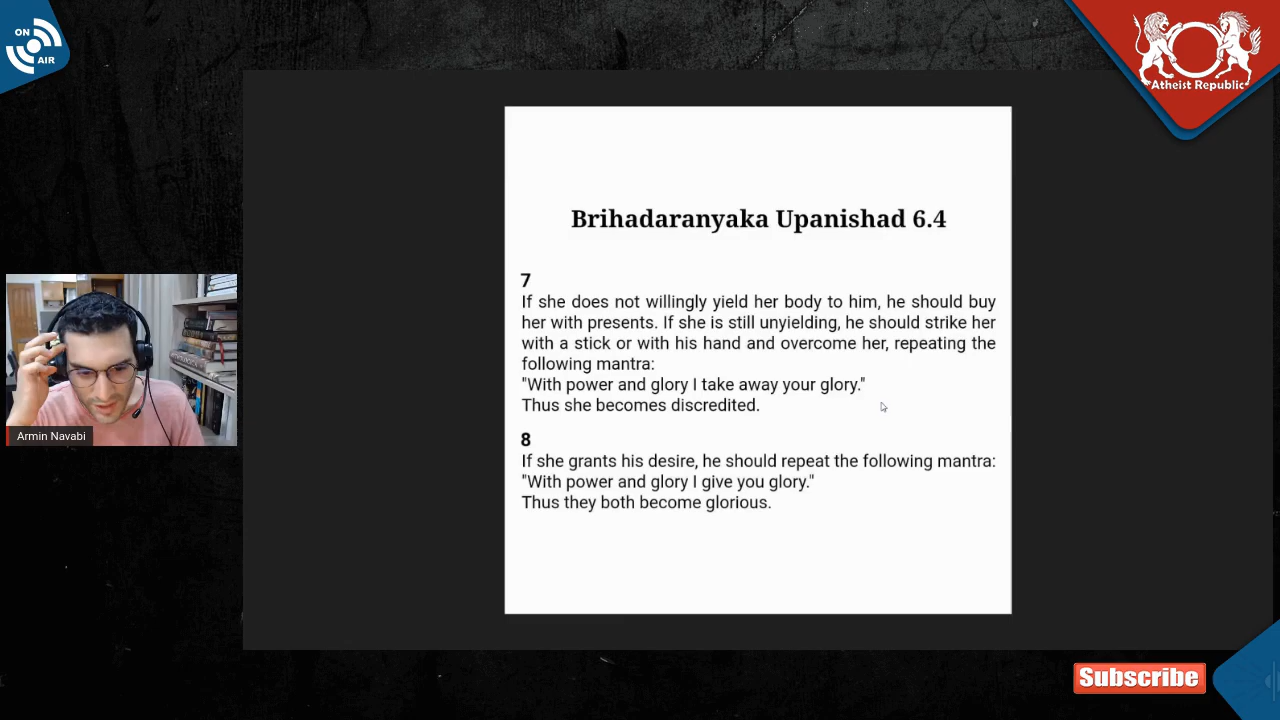 ON
AIR
Atheist Republic
Brihadaranyaka Upanishad 6.4
7
If she does not willingly yield her body to him, he should buy
her with presents. If she is still unyielding, he should strike her
with a stick or with his hand and overcome her, repeating the
following mantra:
"With power and glory I take away your glory."
Thus she becomes discredited.
8
If she grants his desire, he should repeat the following mantra:
"With power and glory I give you glory."
Thus they both become glorious.
Armin Navabi
Subscribe